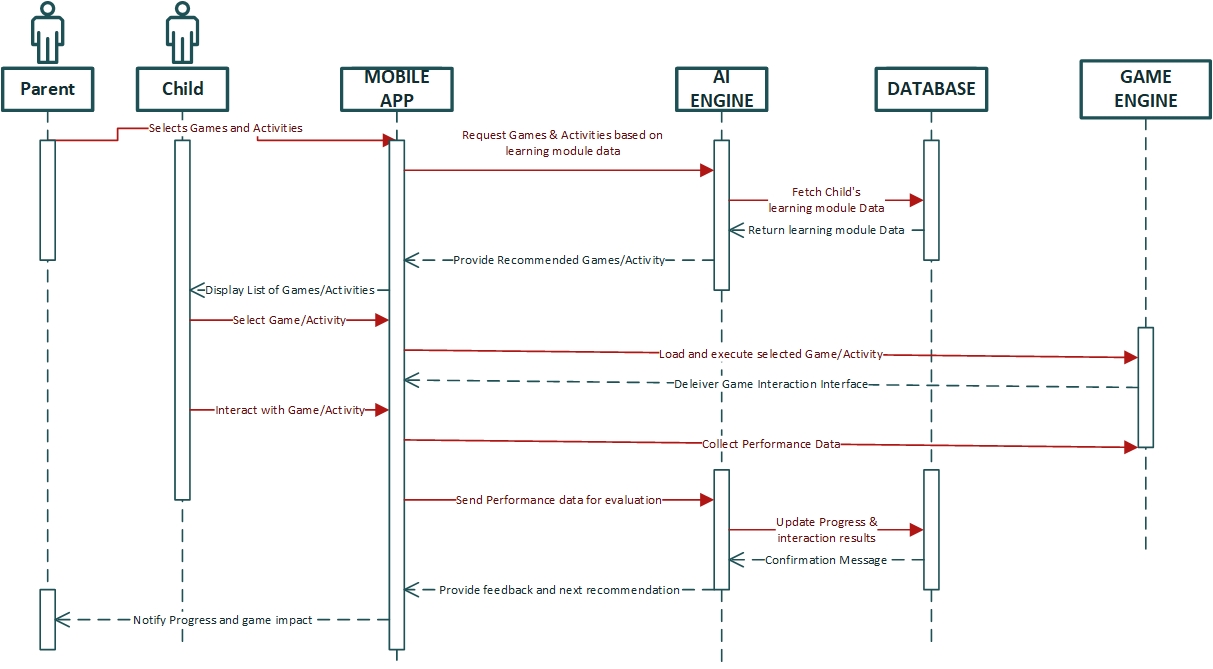 Parent
Child
MOBILE
APP
AI
ENGINE
DATABASE
GAME
ENGINE
Selects Games and Activities
Request Games & Activities based on
learning module data
Fetch Child's
learning module Data
Return learning module Data
Provide Recommended Games/Activity
Display List of Games/Activities
Select Game/Activity
Load and execute selected Game/Activity
Deleiver Game Interaction Interface
Interact with Game/Activity
Collect Performance Data
Send Performance data for evaluation
Update Progress &
interaction results
Confirmation Message
Provide feedback and next recommendation
Notify Progress and game impact